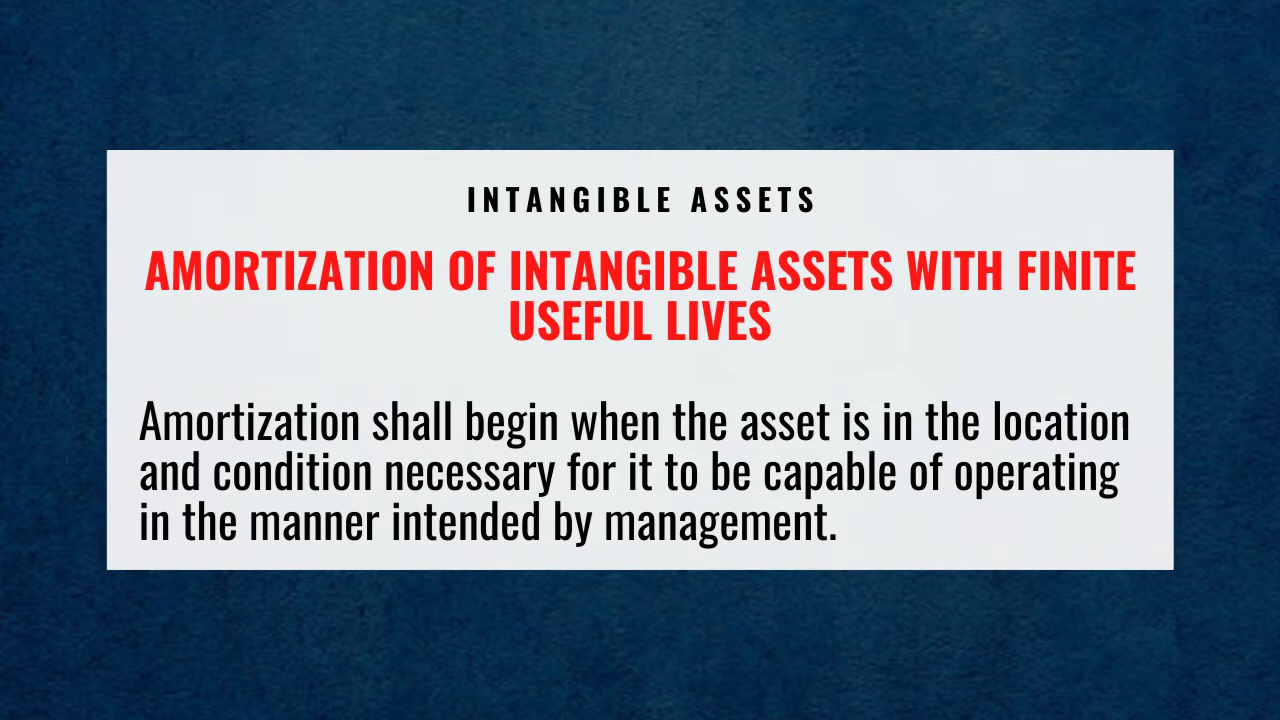 INTANGIBLE ASSETS
AMORTIZATION OF INTANGIBLE ASSETS WITH FINITE
USEFUL LIVES
Amortization shall begin when the asset is in the location
and condition necessary for it to be capable of operating
in the manner intended by management.